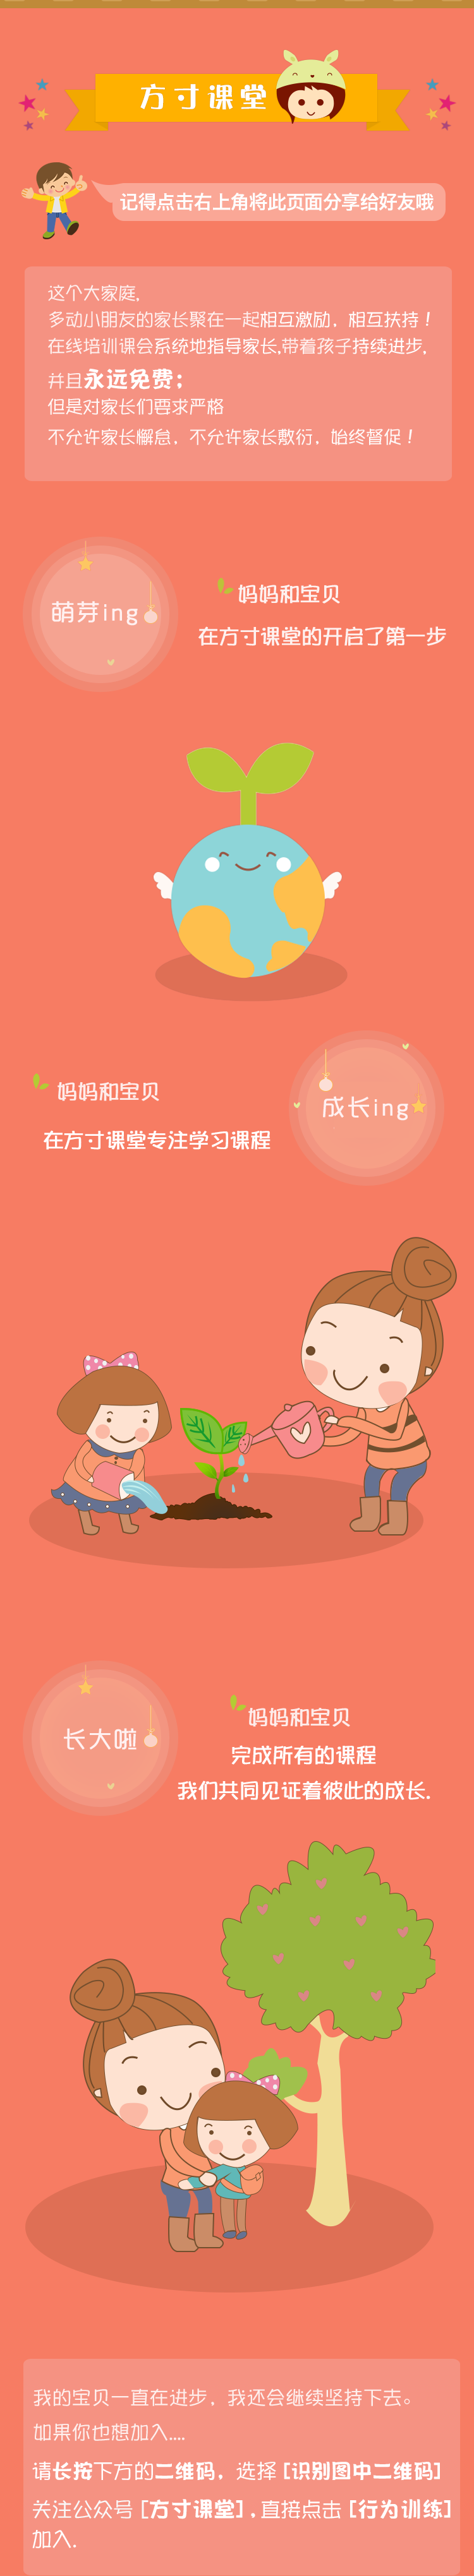 方寸课堂
记得点击右上角将此页面分享给好友哦
这个大家庭,
多动小朋友的家长聚在一起相互激励，相互扶持！
在线培训课会系统地指导家长,带着孩子持续进步,
并且永远免费；
但是对家长们要求严格
不允许家长懈怠，不允许家长敷衍，始终督促！
萌芽ing
妈妈和宝贝
在方寸课堂的开启了第一步
妈妈和宝贝
成长ing
在方寸课堂专注学习课程
长大啦
妈妈和宝贝
完成所有的课程
我们共同见证着彼此的成长.
我的宝贝一直在进步，我还会继续坚持下去。
如果你也想加入....
请长按下方的二维码，选择 [识别图中二维码]
关注公众号 [方寸课堂] ,直接点击 [行为训练]
加入.